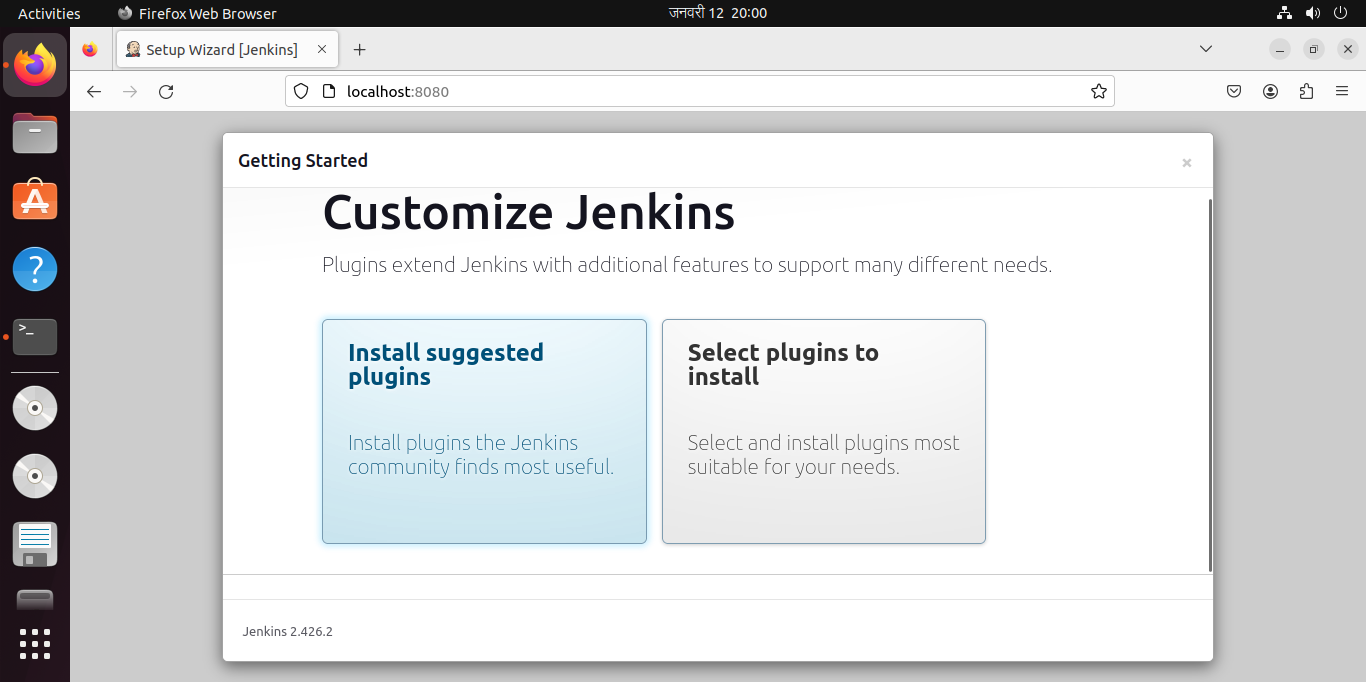 Activities
Firefox Web Browser
जनवरी 12 20:00
Setup Wizard [Jenkins]
localhost:8080
Getting Started
Customize Jenkins
Plugins extend Jenkins with additional features to support many different needs.
Install suggested
plugins
Install plugins the Jenkins
community finds most useful.
Select plugins to
install
Select and install plugins most
suitable for your needs.
Jenkins 2.426.2